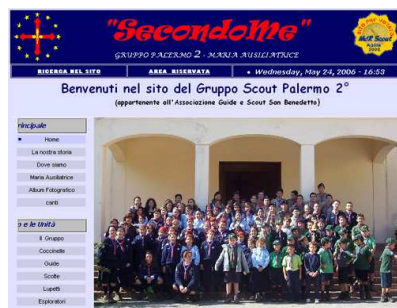 "SecondoMe"
GRUPPO PALERMO 2 - MARIA AUSILIATRICE
RICERCA NEL SITO
AREA RISERVATA
• Wednesday, May 24, 2006 - 16:53
Benvenuti nel sito del Gruppo Scout Palermo 2°
(appartenente all'Associazione Guide e Scout San Benedetto)
rincipale
Home
La nostra storia
Dove siamo
Maria Ausiliatrice
Album Fotografico
canti
o e le Unità
Il Gruppo
Coccinelle
Guide
Scolte
Lupetti
Esploratori